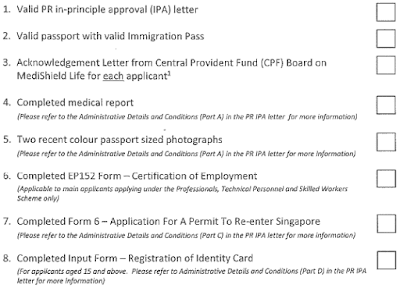 1. Valid PR in-principle approval (IPA) letter
2. Valid passport with valid Immigration Pass
3. Acknowledgement Letter from Central Provident Fund (CPF) Board on
MediShield Life for each applicant¹
4. Completed medical report
(Please refer to the Administrative Details and Conditions (Part A) in the PR IPA letter for more information)
5. Two recent colour passport sized photographs
(Please refer to the Administrative Details and Conditions (Part A) in the PR IPA letter for more information)
6. Completed EP152 Form – Certification of Employment
(Applicable to main applicants applying under the Professionals, Technical Personnel and Skilled Workers
Scheme only)
7. Completed Form 6 – Application For A Permit To Re-enter Singapore
(Please refer to the Administrative Details and Conditions (Part C) in the PR IPA letter for more information)
8. Completed Input Form – Registration of Identity Card
(For applicants aged 15 and above. Please refer to Administrative Details and Conditions (Part D) in the PR IPA
letter for more information)